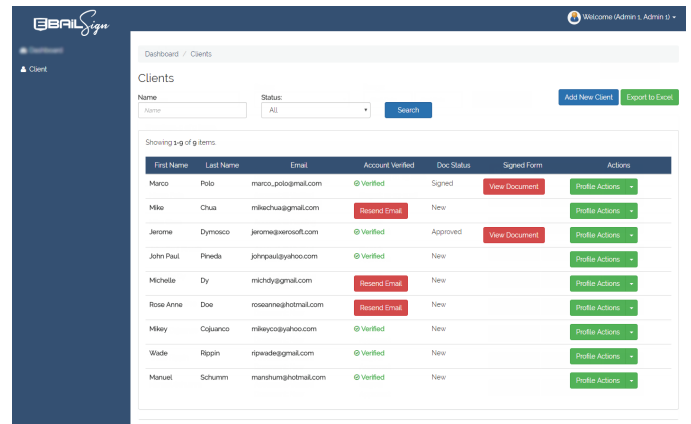 EBAILSign
Welcome (Admin 1, Admin 1)
Dashboard
Client
Dashboard / Clients
Clients
Name
Status:
Name
All
Search
Add New Client
Export to Excel
Showing 1-9 of 9 items.
First Name Last Name Email Account Verified Doc Status Signed Form Actions
Marco Polo marco_polo@mail.com Verified Signed View Document Profile Actions
Mike Chua mikechua@gmail.com Resend Email New Profile Actions
Jerome Dymosco jerome@xerosoft.com Verified Approved View Document Profile Actions
John Paul Pineda johnpaul@yahoo.com Verified New Profile Actions
Michelle Dy michdy@gmail.com Resend Email New Profile Actions
Rose Anne Doe roseanne@hotmail.com Resend Email New Profile Actions
Mikey Cojuanco mikeyco@yahoo.com Verified New Profile Actions
Wade Rippin ripwade@gmail.com Verified New Profile Actions
Manuel Schumm manshum@hotmail.com Verified New Profile Actions